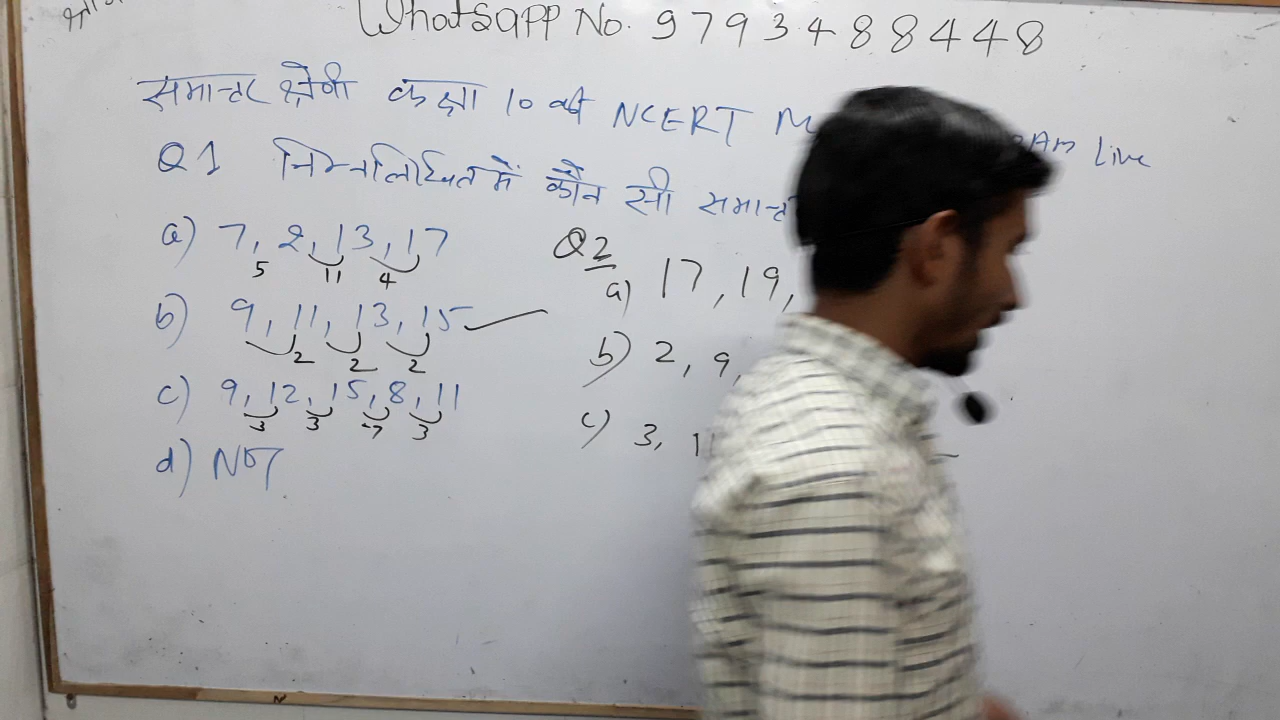 Whatsapp No. 9793488448
समान्तर श्रेणी कक्षा 10 की NCERT M Live
Q1 निम्नलिखित में कौन सी समान्त
a) 7, 2, 13, 17
5 11 4
b) 9, 11, 13, 15
2 2 2
c) 9, 12, 15, 8, 11
3 3 -7 3
d) NOT
Q2
a) 17, 19,
b) 2, 9,
c) 3, 1